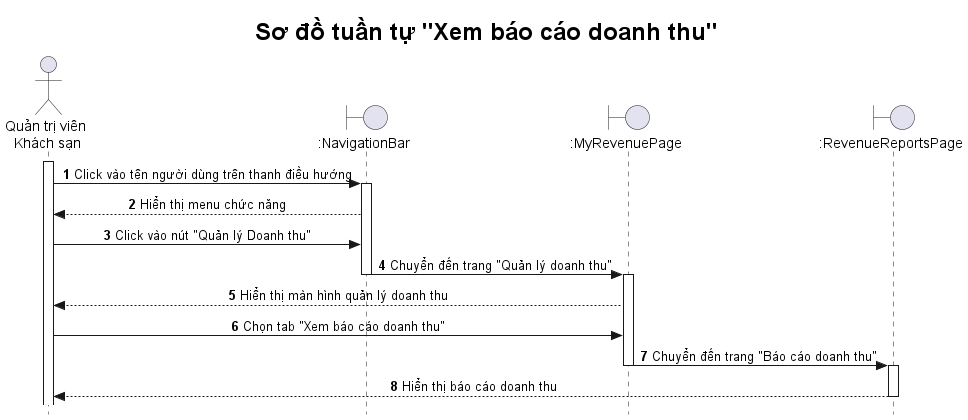 Sơ đồ tuần tự "Xem báo cáo doanh thu"
Quản trị viên
Khách sạn
:NavigationBar
:MyRevenuePage
:RevenueReportsPage
1 Click vào tên người dùng trên thanh điều hướng
2 Hiển thị menu chức năng
3 Click vào nút "Quản lý Doanh thu"
4 Chuyển đến trang "Quản lý doanh thu"
5 Hiển thị màn hình quản lý doanh thu
6 Chọn tab "Xem báo cáo doanh thu"
7 Chuyển đến trang "Báo cáo doanh thu"
8 Hiển thị báo cáo doanh thu